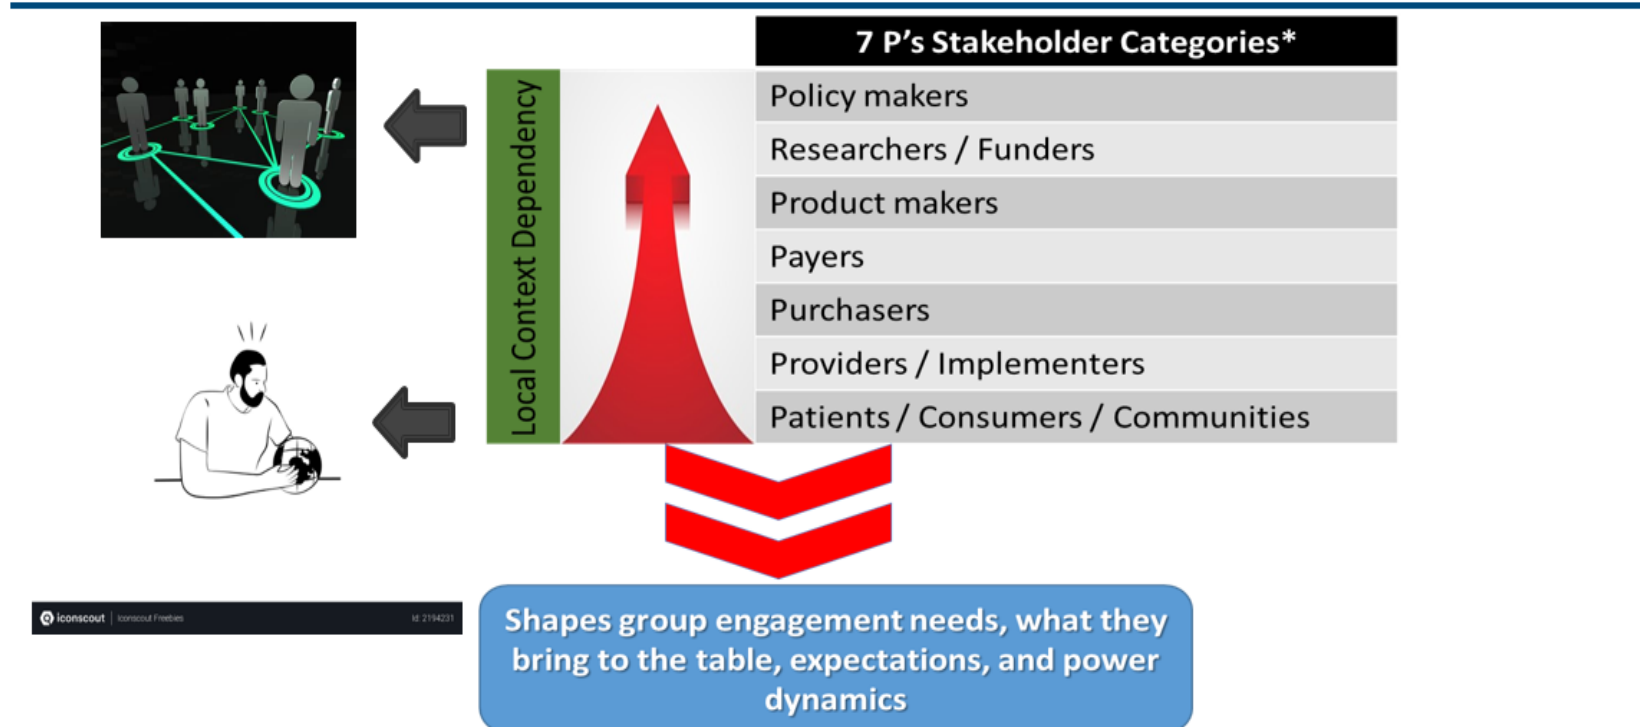 7 P’s Stakeholder Categories*
Local Context Dependency
Policy makers
Researchers / Funders
Product makers
Payers
Purchasers
Providers / Implementers
Patients / Consumers / Communities
iconscout | Iconscout Freebies Id: 2194231
Shapes group engagement needs, what they
bring to the table, expectations, and power
dynamics